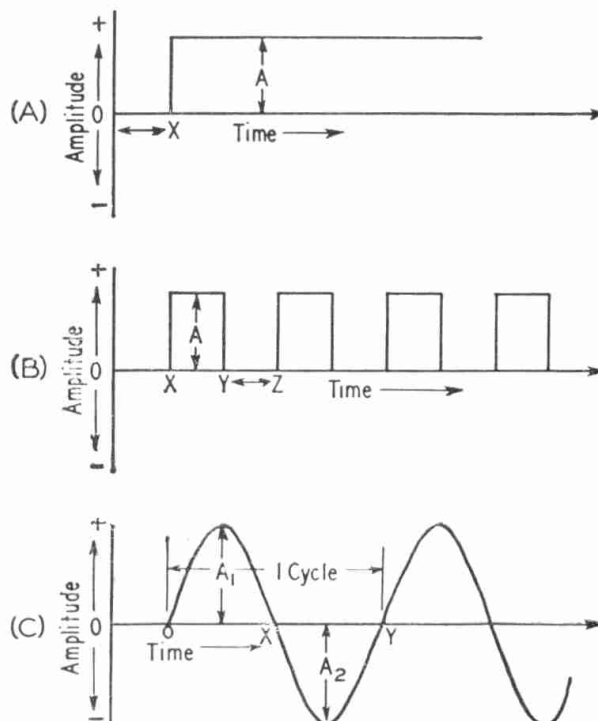 (A)
Amplitude
+
0
-
A
X
Time
(B)
Amplitude
+
0
-
A
X Y Z
Time
(C)
Amplitude
+
0
-
A1
1 Cycle
O X Y
Time
A2